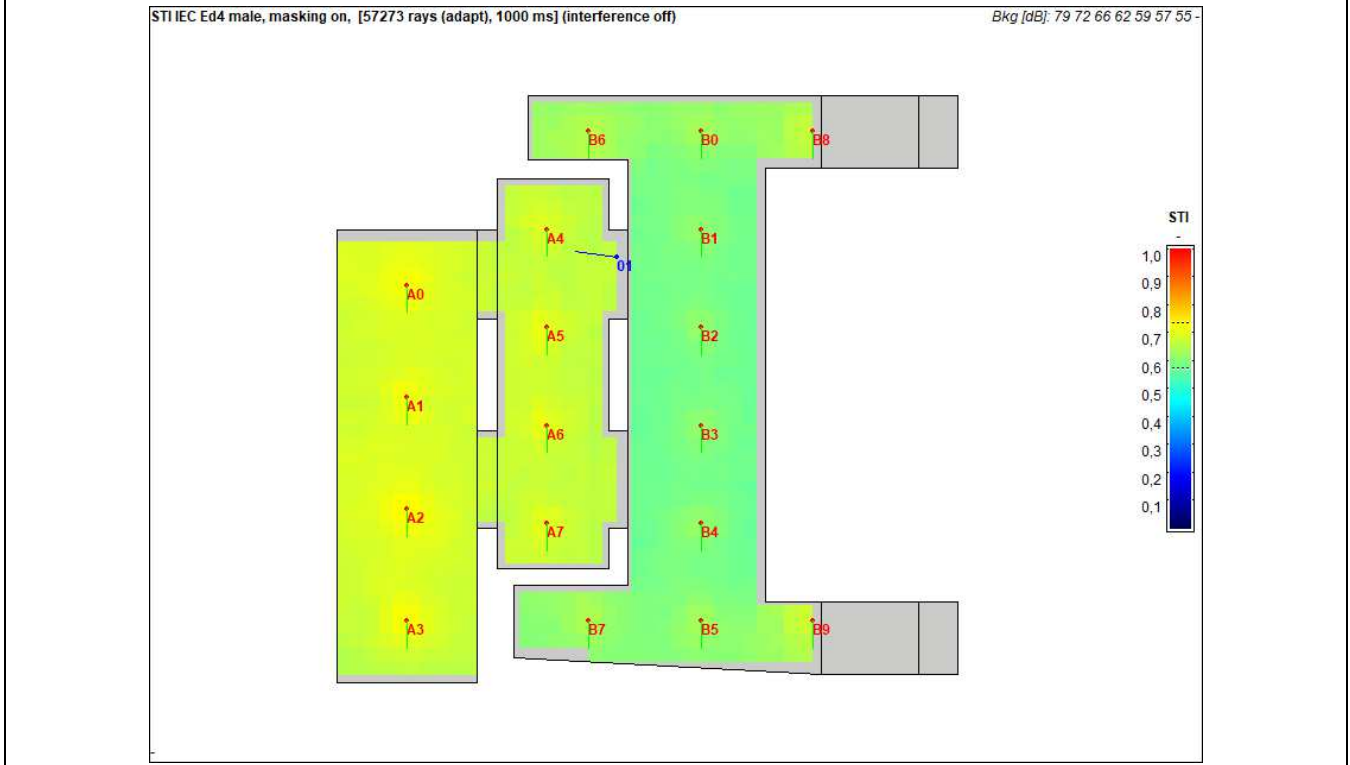 STI IEC Ed4 male, masking on, [57273 rays (adapt), 1000 ms] (interference off)
Bkg [dB]: 79 72 66 62 59 57 55 -
B6
B0
B8
A4
B1
01
A0
A5
B2
A1
A6
B3
A2
A7
B4
A3
B7
B5
B9
STI
-
1,0
0,9
0,8
0,7
0,6
0,5
0,4
0,3
0,2
0,1
-